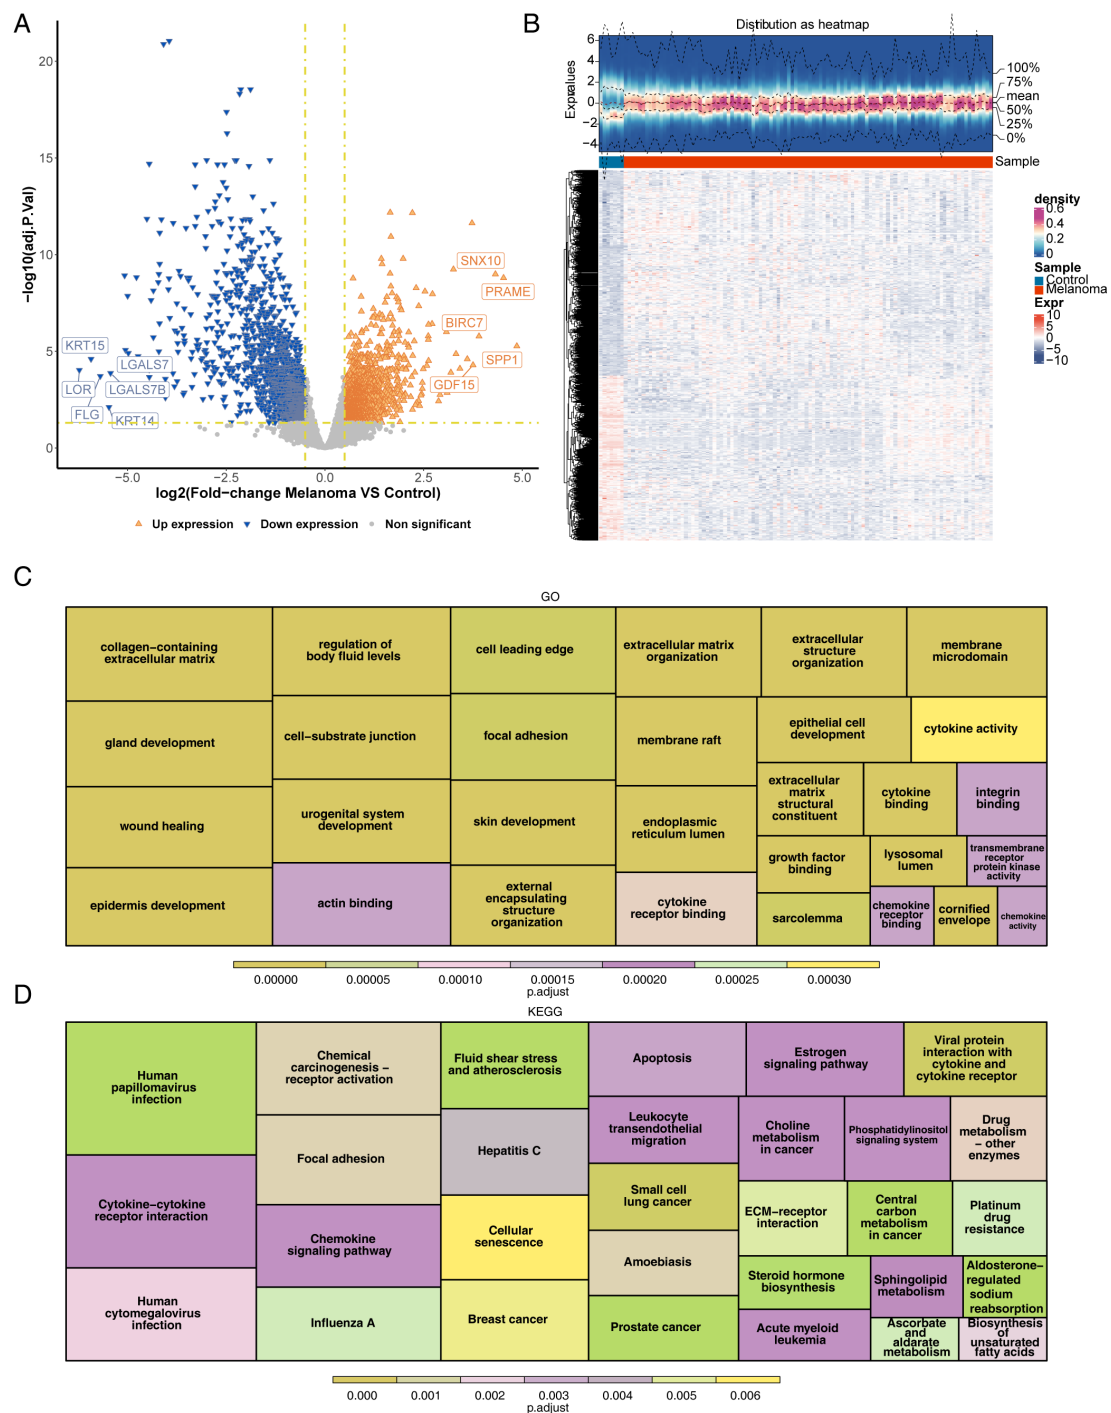 A
20
15
10
5
0
−log10(adj.P.Val)
SNX10
PRAME
BIRC7
SPP1
GDF15
KRT15
LGALS7
LOR
LGALS7B
FLG
KRT14
−5.0
−2.5
0.0
2.5
5.0
log2(Fold−change Melanoma VS Control)
Up expression
Down expression
Non significant
B
Distribution as heatmap
6
4
2
0
−2
−4
100%
75%
mean
50%
25%
0%
Sample
density
0.6
0.4
0.2
0
Sample
Control
Melanoma
Expr
10
5
0
−5
−10
C
GO
collagen−containing
extracellular matrix
gland development
wound healing
epidermis development
regulation of
body fluid levels
cell−substrate junction
urogenital system
development
actin binding
cell leading edge
focal adhesion
skin development
external
encapsulating
structure
organization
extracellular matrix
organization
extracellular
structure
organization
membrane
microdomain
membrane raft
endoplasmic
reticulum lumen
cytokine
receptor binding
epithelial cell
development
cytokine activity
extracellular
matrix
structural
constituent
cytokine
binding
integrin
binding
growth factor
binding
lysosomal
lumen
transmembrane
receptor
protein kinase
activity
sarcolemma
chemokine
receptor
binding
cornified
envelope
chemokine
activity
0.00000
0.00005
0.00010
0.00015
0.00020
0.00025
0.00030
p.adjust
D
KEGG
Human
papillomavirus
infection
Cytokine−cytokine
receptor interaction
Human
cytomegalovirus
infection
Chemical
carcinogenesis −
receptor activation
Focal adhesion
Chemokine
signaling pathway
Influenza A
Fluid shear stress
and atherosclerosis
Hepatitis C
Cellular
senescence
Breast cancer
Apoptosis
Estrogen
signaling pathway
Viral protein
interaction with
cytokine and
cytokine receptor
Leukocyte
transendothelial
migration
Small cell
lung cancer
Amoebiasis
Prostate cancer
Choline
metabolism
in cancer
Phosphatidylinositol
signaling system
Drug
metabolism
− other
enzymes
ECM−receptor
interaction
Central
carbon
metabolism
in cancer
Platinum
drug
resistance
Steroid hormone
biosynthesis
Sphingolipid
metabolism
Aldosterone−
regulated
sodium
reabsorption
Acute myeloid
leukemia
Ascorbate
and
aldarate
metabolism
Biosynthesis
of
unsaturated
fatty acids
0.000
0.001
0.002
0.003
0.004
0.005
0.006
p.adjust